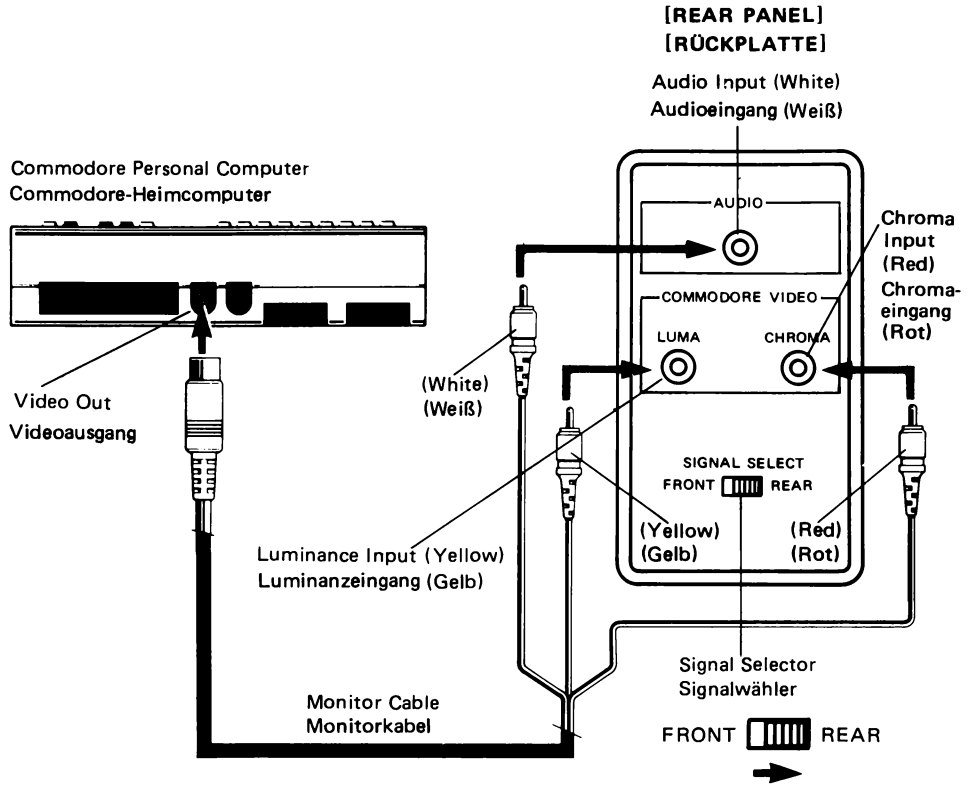 [REAR PANEL]
[RÜCKPLATTE]
Audio Input (White)
Audioeingang (Weiß)
Commodore Personal Computer
Commodore-Heimcomputer
AUDIO
Chroma
Input
(Red)
Chroma-
eingang
(Rot)
COMMODORE VIDEO
LUMA
CHROMA
(White)
(Weiß)
Video Out
Videoausgang
SIGNAL SELECT
FRONT REAR
(Yellow)
(Gelb)
(Red)
(Rot)
Luminance Input (Yellow)
Luminanzeingang (Gelb)
Signal Selector
Signalwähler
Monitor Cable
Monitorkabel
FRONT REAR